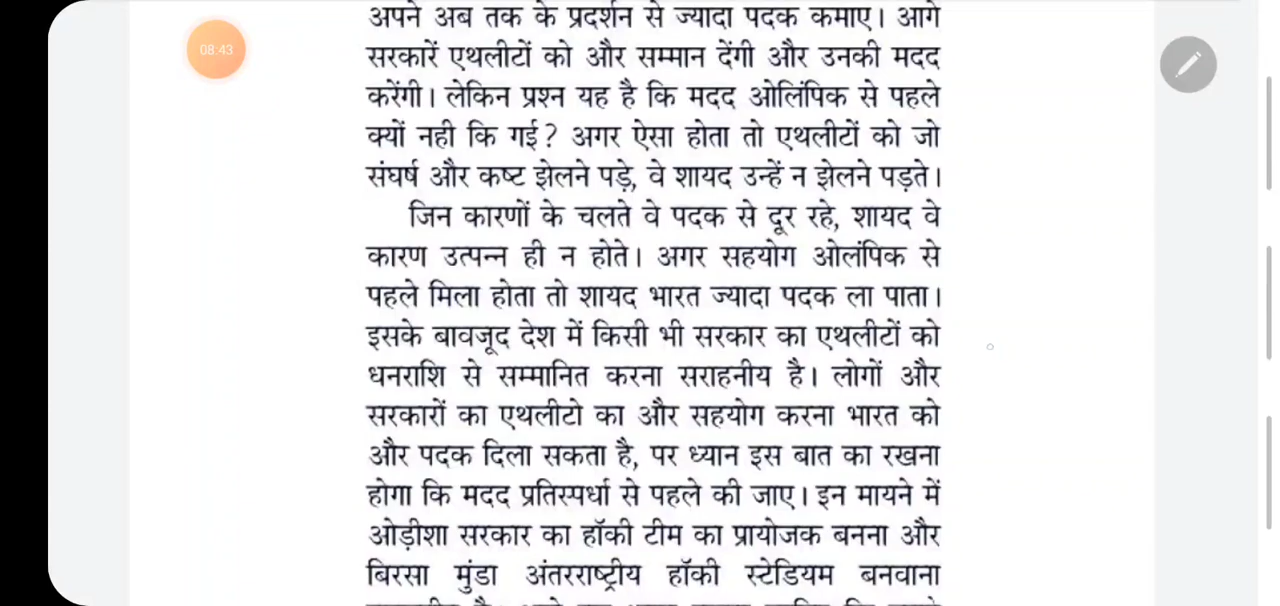 अपने अब तक के प्रदर्शन से ज्यादा पदक कमाए। आगे
08:43
सरकारें एथलीटों को और सम्मान देंगी और उनकी मदद
करेंगी। लेकिन प्रश्न यह है कि मदद ओलिंपिक से पहले
क्यों नही कि गई? अगर ऐसा होता तो एथलीटों को जो
संघर्ष और कष्ट झेलने पड़े, वे शायद उन्हें न झेलने पड़ते।
जिन कारणों के चलते वे पदक से दूर रहे, शायद वे
कारण उत्पन्न ही न होते। अगर सहयोग ओलंपिक से
पहले मिला होता तो शायद भारत ज्यादा पदक ला पाता।
इसके बावजूद देश में किसी भी सरकार का एथलीटों को
धनराशि से सम्मानित करना सराहनीय है। लोगों और
सरकारों का एथलीटो का और सहयोग करना भारत को
और पदक दिला सकता है, पर ध्यान इस बात का रखना
होगा कि मदद प्रतिस्पर्धा से पहले की जाए। इन मायने में
ओड़ीशा सरकार का हॉकी टीम का प्रायोजक बनना और
बिरसा मुंडा अंतरराष्ट्रीय हॉकी स्टेडियम बनवाना